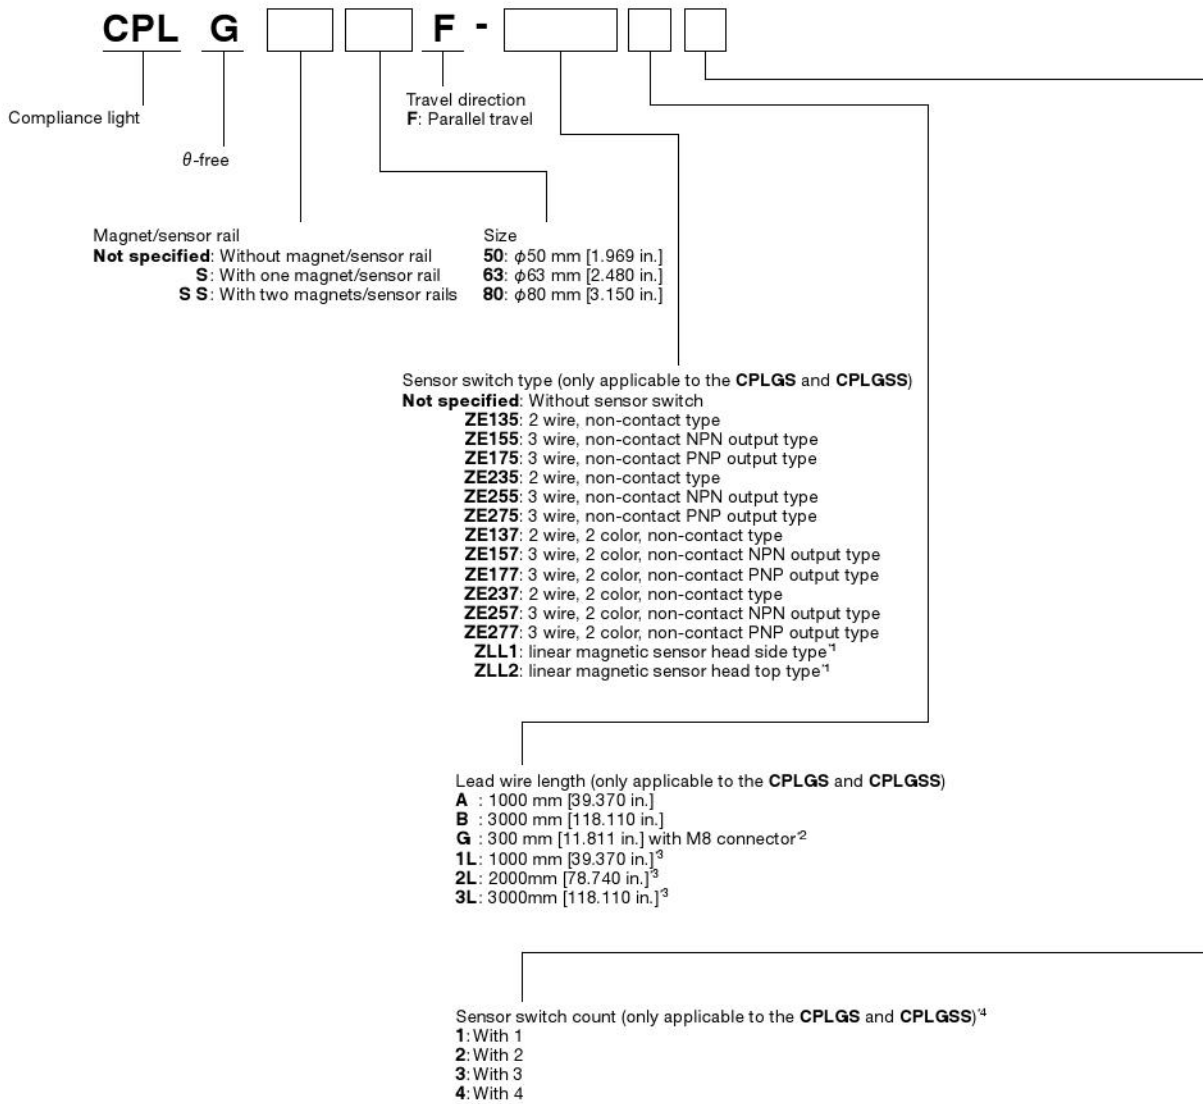 CPL G F -
Travel direction
F: Parallel travel
Compliance light
θ-free
Magnet/sensor rail
Not specified: Without magnet/sensor rail
S: With one magnet/sensor rail
S S: With two magnets/sensor rails
Size
50: φ50 mm [1.969 in.]
63: φ63 mm [2.480 in.]
80: φ80 mm [3.150 in.]
Sensor switch type (only applicable to the CPLGS and CPLGSS)
Not specified: Without sensor switch
ZE135: 2 wire, non-contact type
ZE155: 3 wire, non-contact NPN output type
ZE175: 3 wire, non-contact PNP output type
ZE235: 2 wire, non-contact type
ZE255: 3 wire, non-contact NPN output type
ZE275: 3 wire, non-contact PNP output type
ZE137: 2 wire, 2 color, non-contact type
ZE157: 3 wire, 2 color, non-contact NPN output type
ZE177: 3 wire, 2 color, non-contact PNP output type
ZE237: 2 wire, 2 color, non-contact type
ZE257: 3 wire, 2 color, non-contact NPN output type
ZE277: 3 wire, 2 color, non-contact PNP output type
ZLL1: linear magnetic sensor head side type*1
ZLL2: linear magnetic sensor head top type*1
Lead wire length (only applicable to the CPLGS and CPLGSS)
A : 1000 mm [39.370 in.]
B : 3000 mm [118.110 in.]
G : 300 mm [11.811 in.] with M8 connector*2
1L: 1000 mm [39.370 in.]*3
2L: 2000mm [78.740 in.]*3
3L: 3000mm [118.110 in.]*3
Sensor switch count (only applicable to the CPLGS and CPLGSS)*4
1: With 1
2: With 2
3: With 3
4: With 4